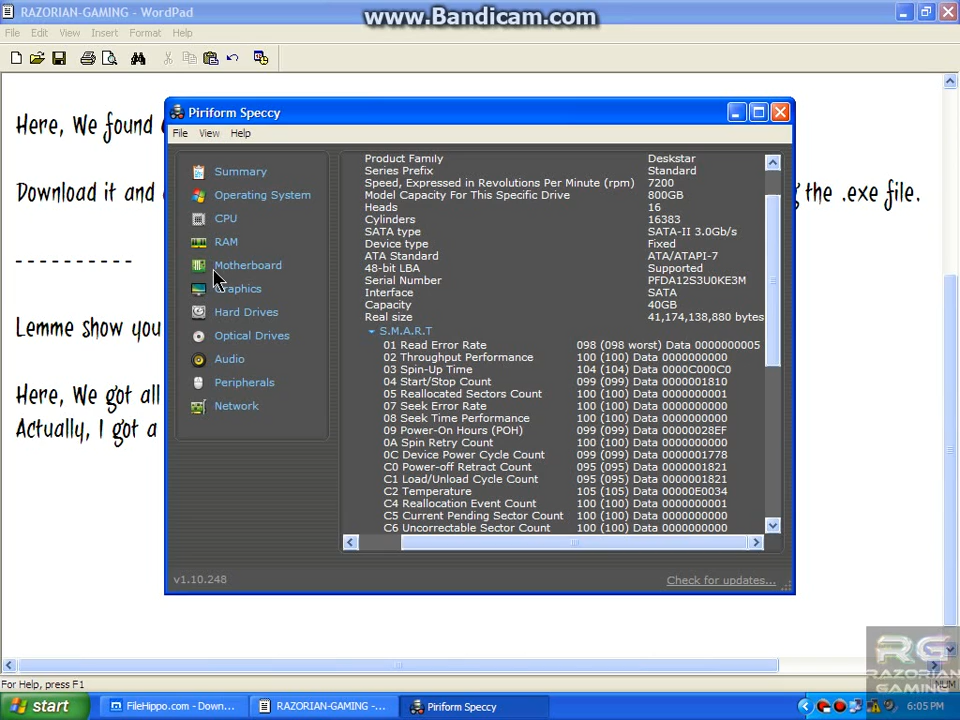 RAZORIAN-GAMING - WordPad
www.Bandicam.com
File Edit View Insert Format Help
Here, We found
Download it and
g the .exe file.
- - - - - - - - - -
Lemme show you
Here, We got all
Actually, I got a
Piriform Speccy
File View Help
Summary
Operating System
CPU
RAM
Motherboard
Graphics
Hard Drives
Optical Drives
Audio
Peripherals
Network
Product Family Deskstar
Series Prefix Standard
Speed, Expressed in Revolutions Per Minute (rpm) 7200
Model Capacity For This Specific Drive 800GB
Heads 16
Cylinders 16383
SATA type SATA-II 3.0Gb/s
Device type Fixed
ATA Standard ATA/ATAPI-7
48-bit LBA Supported
Serial Number PFDA12S3U0KE3M
Interface SATA
Capacity 40GB
Real size 41,174,138,880 bytes
S.M.A.R.T
01 Read Error Rate 098 (098 worst) Data 0000000005
02 Throughput Performance 100 (100) Data 0000000000
03 Spin-Up Time 104 (104) Data 0000C000C0
04 Start/Stop Count 099 (099) Data 0000001810
05 Reallocated Sectors Count 100 (100) Data 0000000001
07 Seek Error Rate 100 (100) Data 0000000000
08 Seek Time Performance 100 (100) Data 0000000000
09 Power-On Hours (POH) 099 (099) Data 00000028EF
0A Spin Retry Count 100 (100) Data 0000000000
0C Device Power Cycle Count 099 (099) Data 0000001778
C0 Power-off Retract Count 095 (095) Data 0000001821
C1 Load/Unload Cycle Count 095 (095) Data 0000001821
C2 Temperature 105 (105) Data 00000E0034
C4 Reallocation Event Count 100 (100) Data 0000000001
C5 Current Pending Sector Count 100 (100) Data 0000000000
C6 Uncorrectable Sector Count 100 (100) Data 0000000000
v1.10.248
Check for updates...
For Help, press F1
NUM
RG
RAZORIAN
GAMING
start
FileHippo.com - Down...
RAZORIAN-GAMING -...
Piriform Speccy
6:05 PM